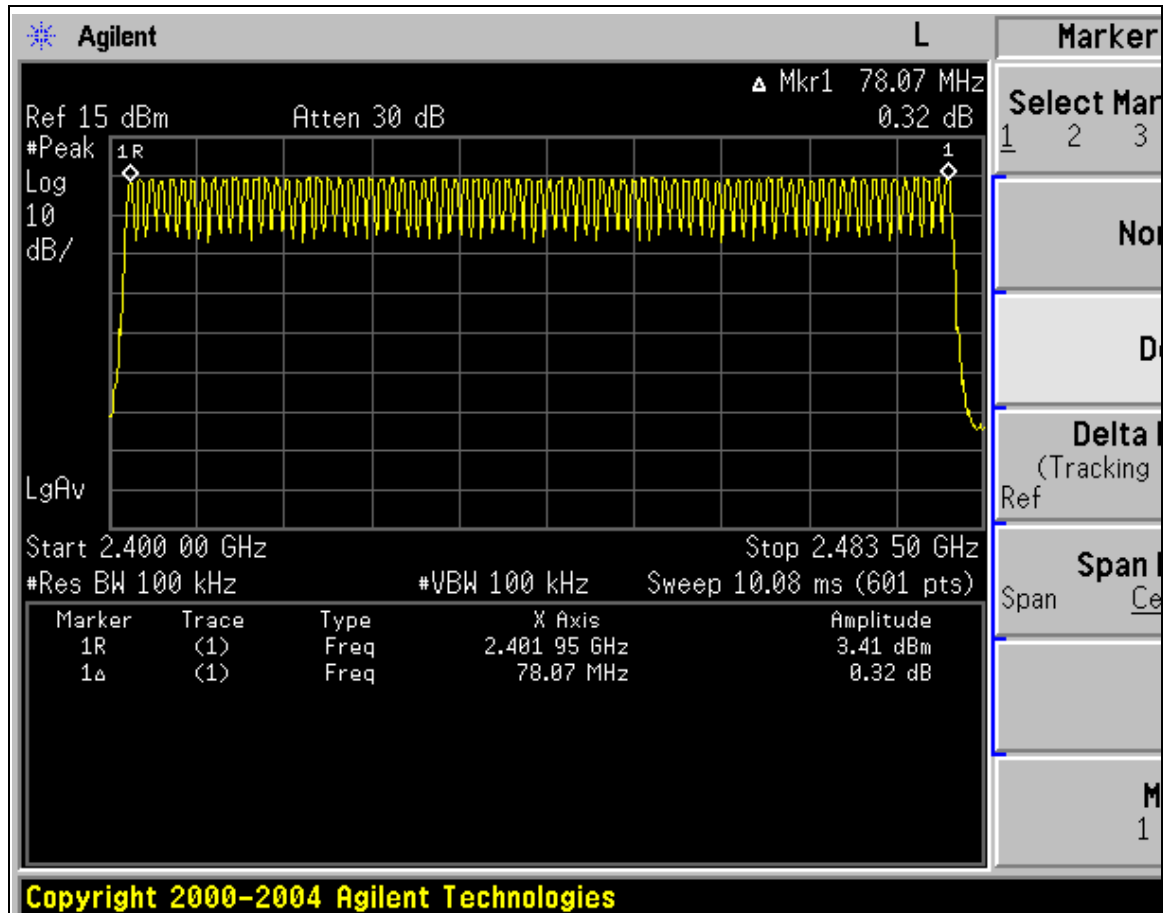 Agilent L Marker
Δ Mkr1 78.07 MHz
Ref 15 dBm Atten 30 dB 0.32 dB
#Peak
Log
10
dB/
1R 1
LgAv
Start 2.400 00 GHz Stop 2.483 50 GHz
#Res BW 100 kHz #VBW 100 kHz Sweep 10.08 ms (601 pts)
Marker Trace Type X Axis Amplitude
1R (1) Freq 2.401 95 GHz 3.41 dBm
1Δ (1) Freq 78.07 MHz 0.32 dB
Select Mar
1 2 3
Nor
Delta
(Tracking
Ref
Span
Span Ce
M
1
Copyright 2000-2004 Agilent Technologies